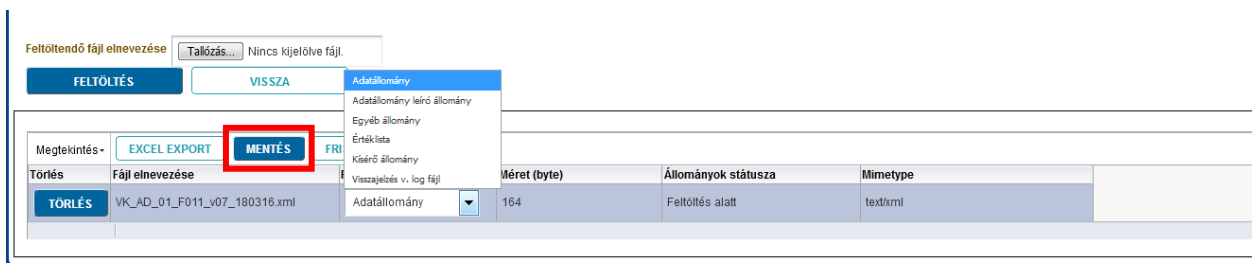 Feltöltendő fájl elnevezése Tallózás... Nincs kijelölve fájl.
FELTÖLTÉS VISSZA
Adatállomány
Adatállomány leíró állomány
Egyéb állomány
Értéklista
Kísérő állomány
Visszajelzés v. log fájl
Megtekintés EXCEL EXPORT MENTÉS FRI
Törlés Fájl elnevezése Méret (byte) Állományok státusza Mimetype
TÖRLÉS VK_AD_01_F011_v07_180316.xml Adatállomány 164 Feltöltés alatt text/xml